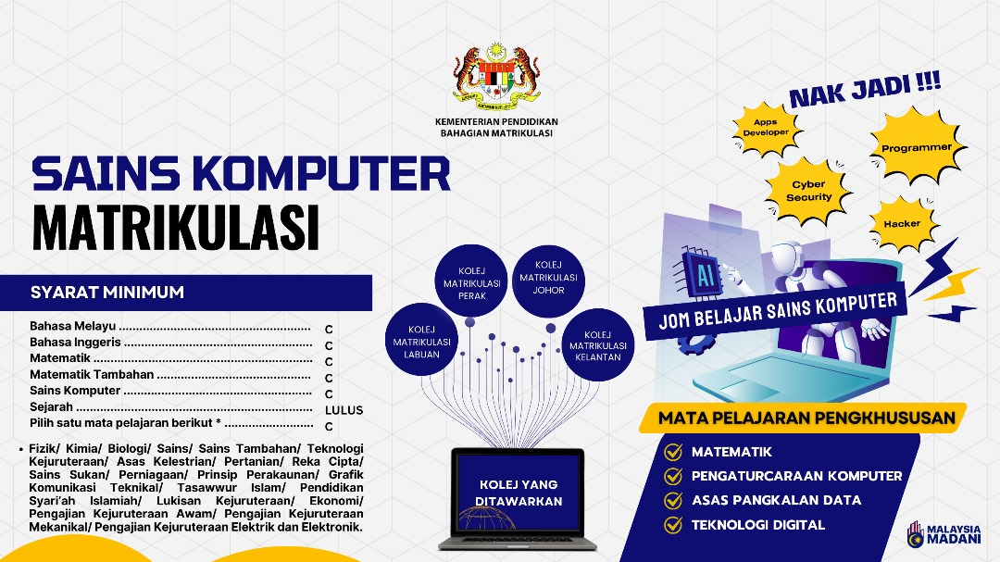 KEMENTERIAN PENDIDIKAN
BAHAGIAN MATRIKULASI
SAINS KOMPUTER
MATRIKULASI
SYARAT MINIMUM
Bahasa Melayu ........................................................ C
Bahasa Inggeris ...................................................... C
Matematik ............................................................... C
Matematik Tambahan ............................................. C
Sains Komputer ...................................................... C
Sejarah .................................................................... LULUS
Pilih satu mata pelajaran berikut * ......................... C
• Fizik/ Kimia/ Biologi/ Sains/ Sains Tambahan/ Teknologi
Kejuruteraan/ Asas Kelestrian/ Pertanian/ Reka Cipta/
Sains Sukan/ Perniagaan/ Prinsip Perakaunan/ Grafik
Komunikasi Teknikal/ Tasawwur Islam/ Pendidikan
Syari'ah Islamiah/ Lukisan Kejuruteraan/ Ekonomi/
Pengajian Kejuruteraan Awam/ Pengajian Kejuruteraan
Mekanikal/ Pengajian Kejuruteraan Elektrik dan Elektronik.
KOLEJ
MATRIKULASI
LABUAN
KOLEJ
MATRIKULASI
PERAK
KOLEJ
MATRIKULASI
JOHOR
KOLEJ
MATRIKULASI
KELANTAN
KOLEJ YANG
DITAWARKAN
NAK JADI !!!
Apps
Developer
Programmer
Cyber
Security
Hacker
AI
JOM BELAJAR SAINS KOMPUTER
MATA PELAJARAN PENGKHUSUSAN
MATEMATIK
PENGATURCARAAN KOMPUTER
ASAS PANGKALAN DATA
TEKNOLOGI DIGITAL
MALAYSIA
MADANI